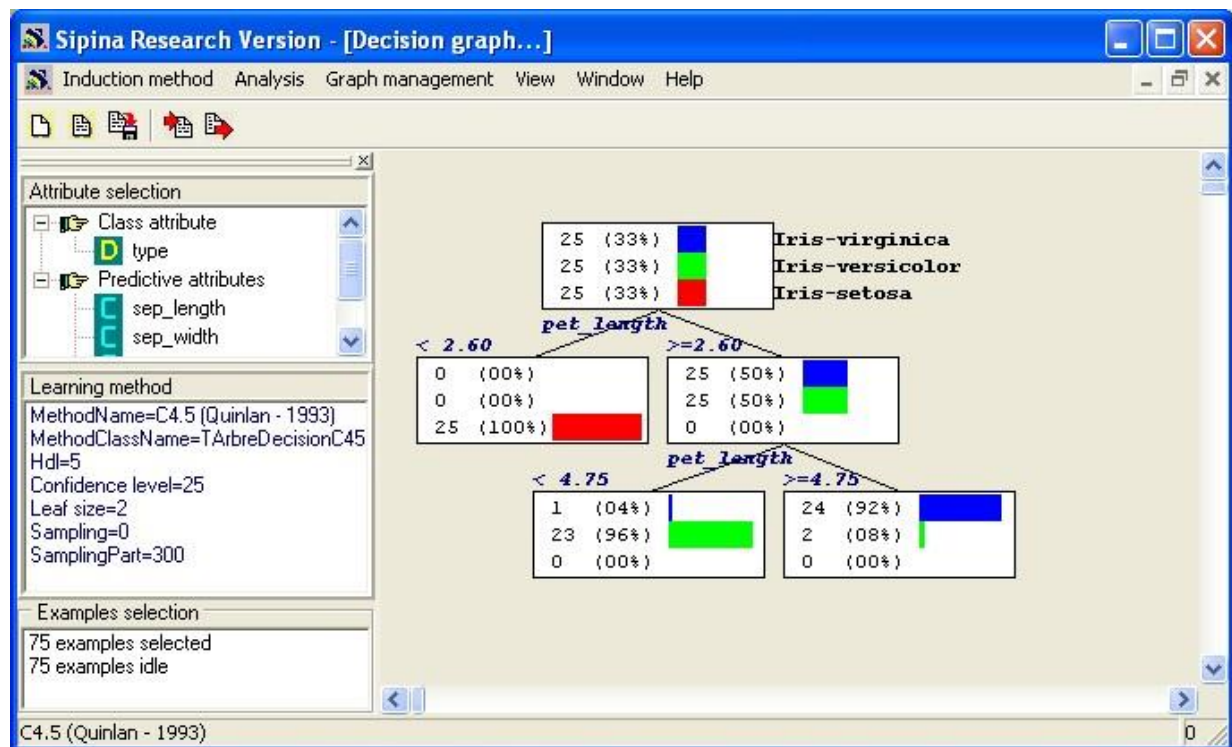 Sipina Research Version - [Decision graph...]
Induction method Analysis Graph management View Window Help
Attribute selection
Class attribute
D type
Predictive attributes
C sep_length
C sep_width
Learning method
MethodName=C4.5 (Quinlan - 1993)
MethodClassName=TArbreDecisionC45
Hdl=5
Confidence level=25
Leaf size=2
Sampling=0
SamplingPart=300
Examples selection
75 examples selected
75 examples idle
25 (33%) Iris-virginica
25 (33%) Iris-versicolor
25 (33%) Iris-setosa
pet_length
< 2.60 >=2.60
0 (00%)
0 (00%)
25 (100%)
25 (50%)
25 (50%)
0 (00%)
pet_length
< 4.75 >=4.75
1 (04%)
23 (96%)
0 (00%)
24 (92%)
2 (08%)
0 (00%)
C4.5 (Quinlan - 1993) 0